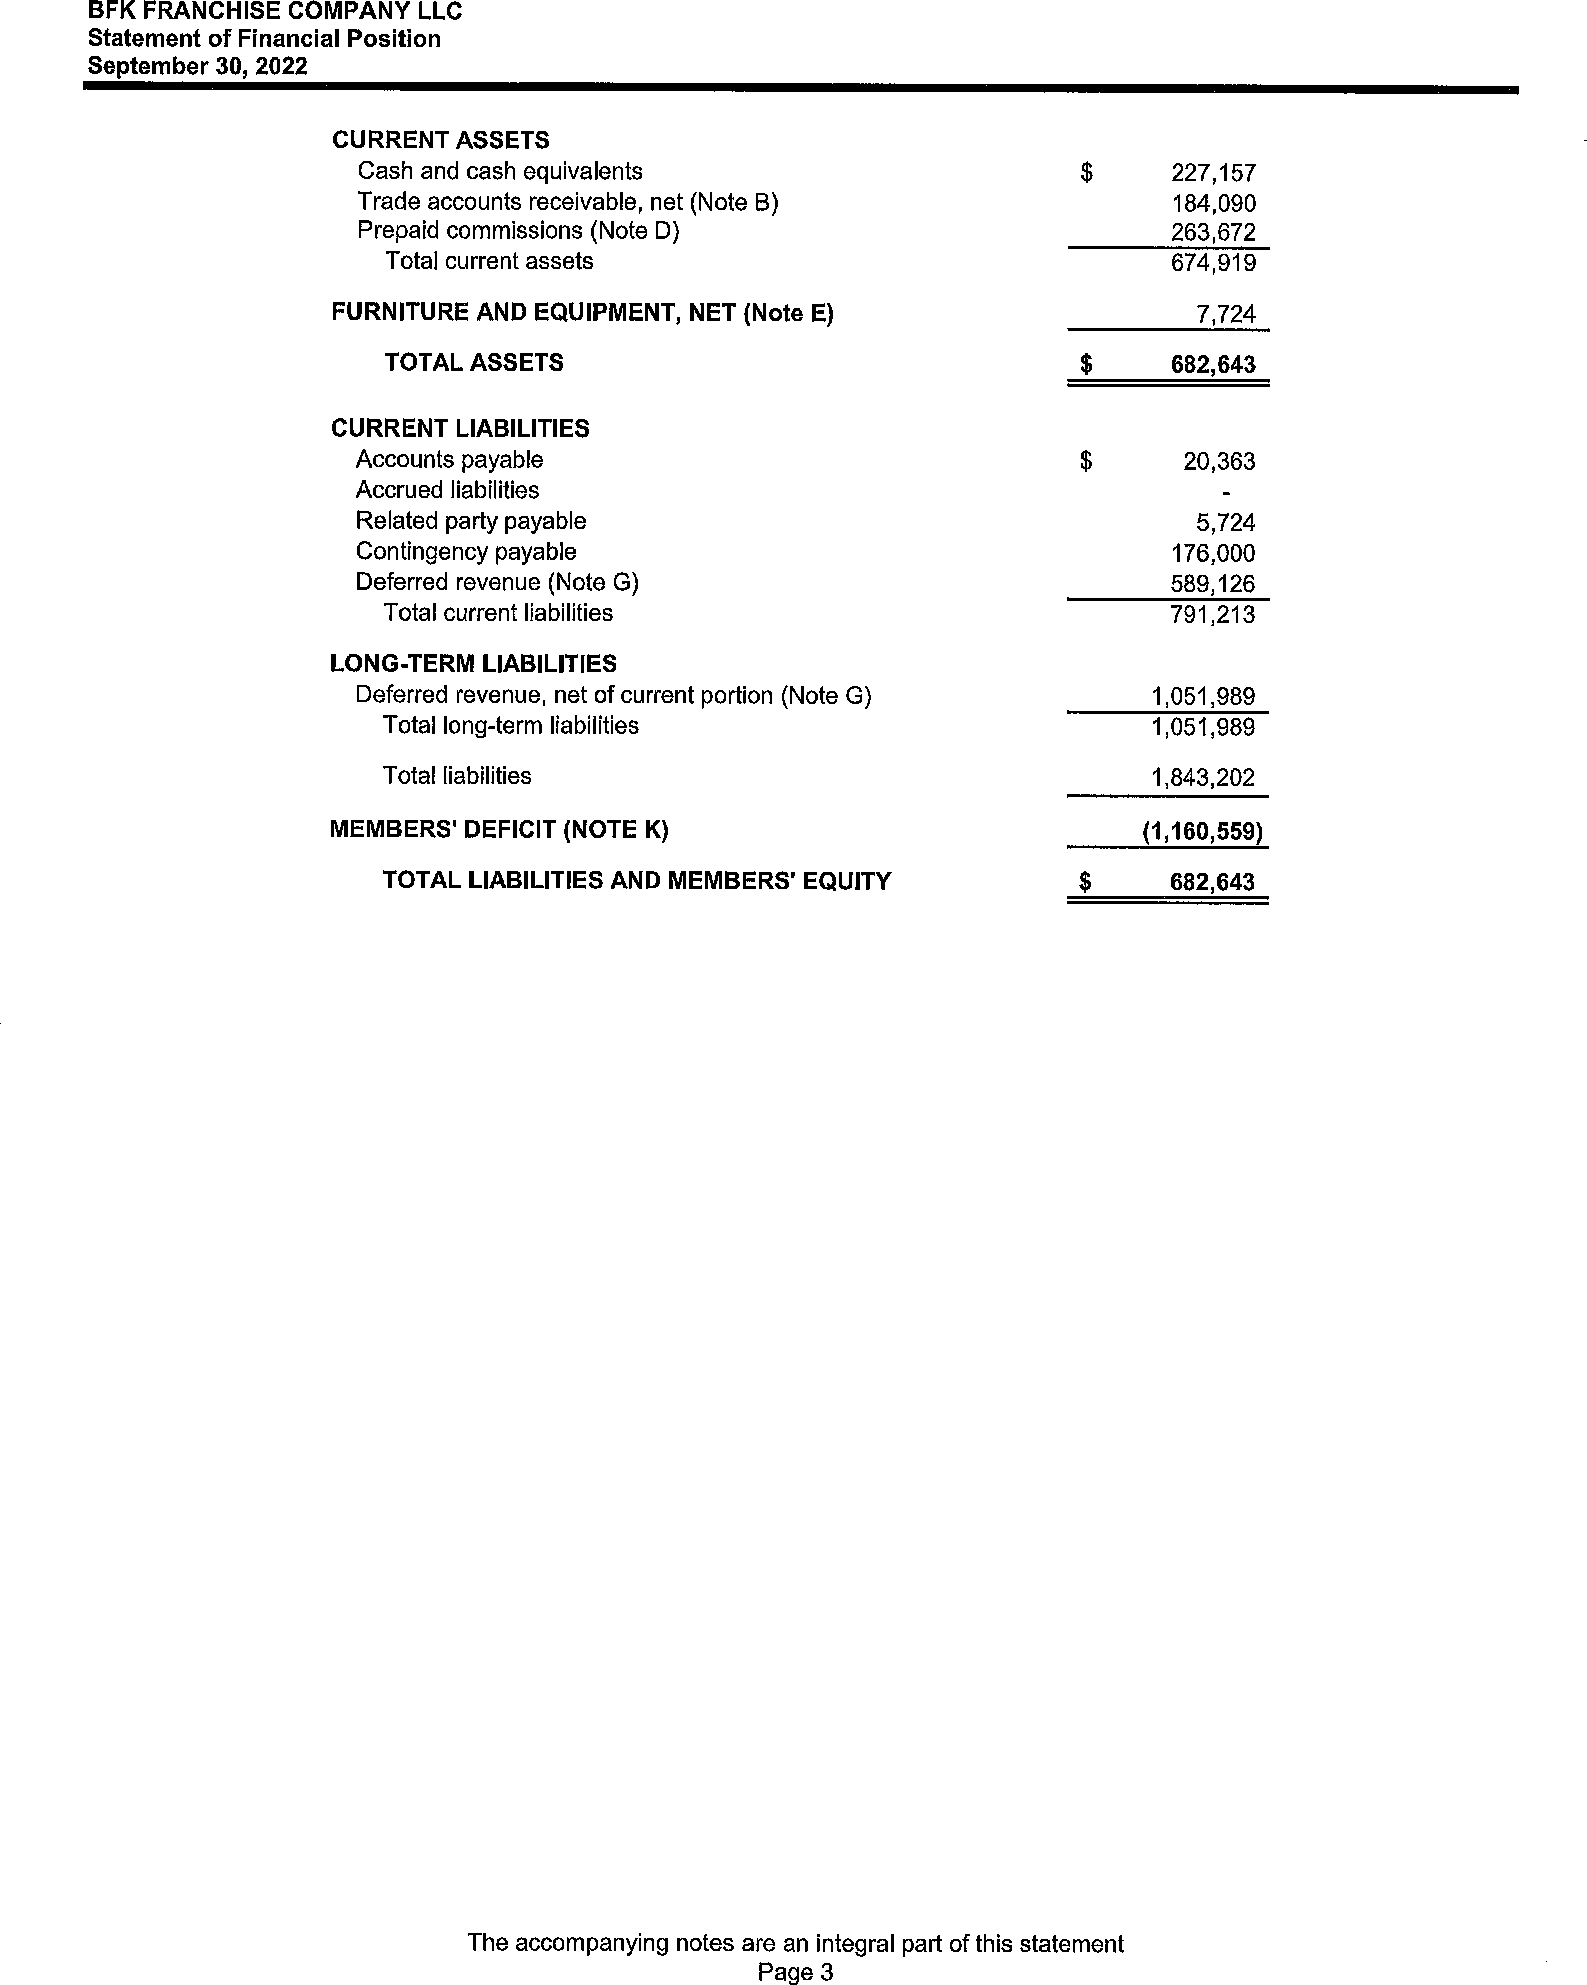 BFK FRANCHISE COMPANY LLC
Statement of Financial Position
September 30, 2022
CURRENT ASSETS
Cash and cash equivalents $ 227,157
Trade accounts receivable, net (Note B) 184,090
Prepaid commissions (Note D) 263,672
Total current assets 674,919
FURNITURE AND EQUIPMENT, NET (Note E) 7,724
TOTAL ASSETS $ 682,643
CURRENT LIABILITIES
Accounts payable $ 20,363
Accrued liabilities -
Related party payable 5,724
Contingency payable 176,000
Deferred revenue (Note G) 589,126
Total current liabilities 791,213
LONG-TERM LIABILITIES
Deferred revenue, net of current portion (Note G) 1,051,989
Total long-term liabilities 1,051,989
Total liabilities 1,843,202
MEMBERS' DEFICIT (NOTE K) (1,160,559)
TOTAL LIABILITIES AND MEMBERS' EQUITY $ 682,643
The accompanying notes are an integral part of this statement
Page 3